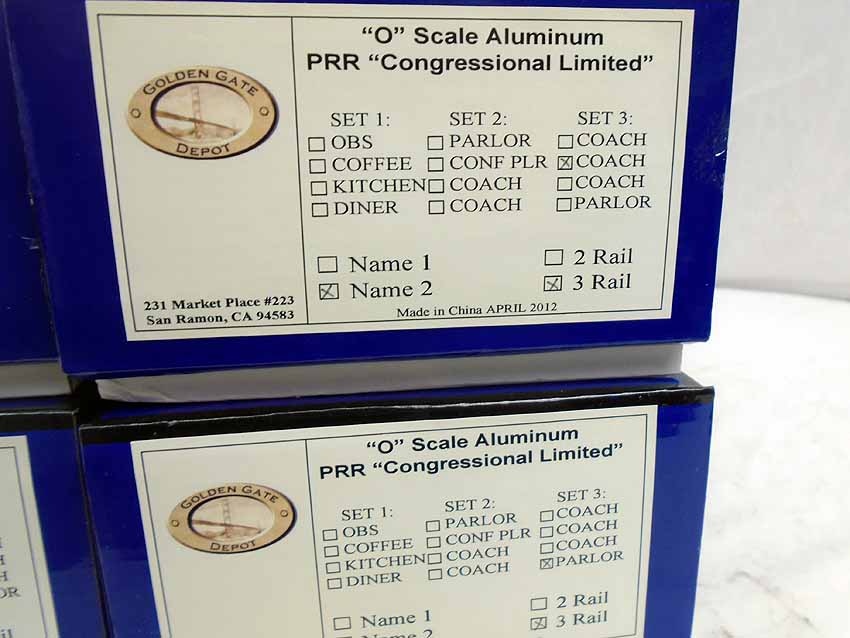 "O" Scale Aluminum
PRR "Congressional Limited"
GOLDEN GATE
DEPOT
SET 1: SET 2: SET 3:
OBS PARLOR COACH
COFFEE CONF PLR COACH
KITCHEN COACH COACH
DINER COACH PARLOR
Name 1 2 Rail
Name 2 3 Rail
231 Market Place #223
San Ramon, CA 94583
Made in China APRIL 2012
"O" Scale Aluminum
PRR "Congressional Limited"
GOLDEN GATE
DEPOT
SET 1: SET 2: SET 3:
OBS PARLOR COACH
COFFEE CONF PLR COACH
KITCHEN COACH COACH
DINER COACH PARLOR
Name 1 2 Rail
Name 2 3 Rail